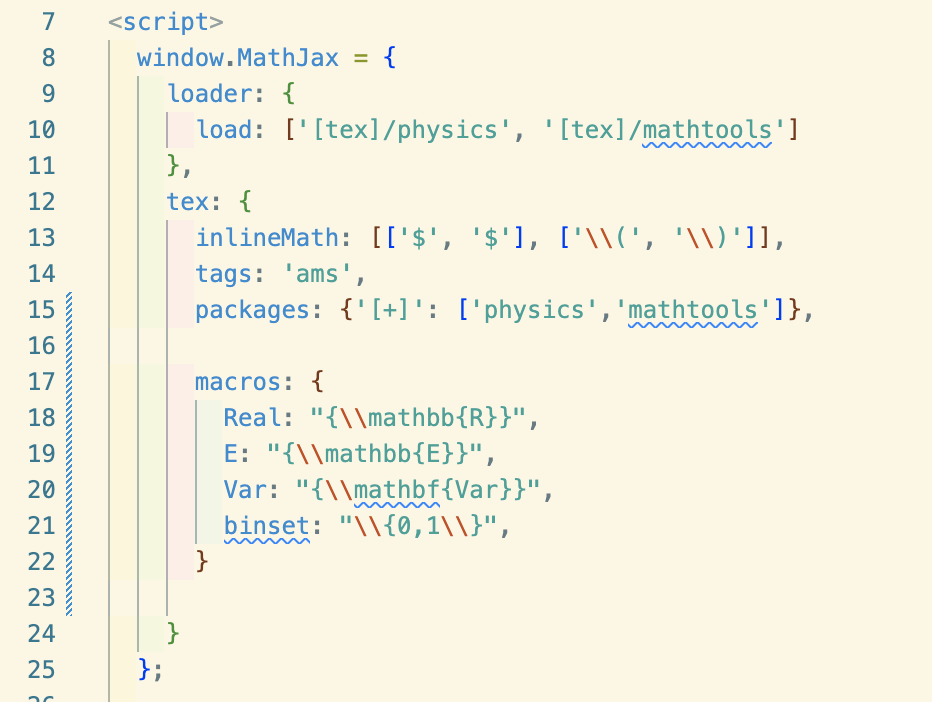 7 <script>
8 window.MathJax = {
9 loader: {
10 load: ['[tex]/physics', '[tex]/mathtools']
11 },
12 tex: {
13 inlineMath: [['$', '$'], ['\\(', '\\)']],
14 tags: 'ams',
15 packages: {'[+]': ['physics','mathtools']},
16
17 macros: {
18 Real: "{\\mathbb{R}}",
19 E: "{\\mathbb{E}}",
20 Var: "{\\mathbf{Var}}",
21 binset: "\\{0,1\\}",
22 }
23
24 }
25 };